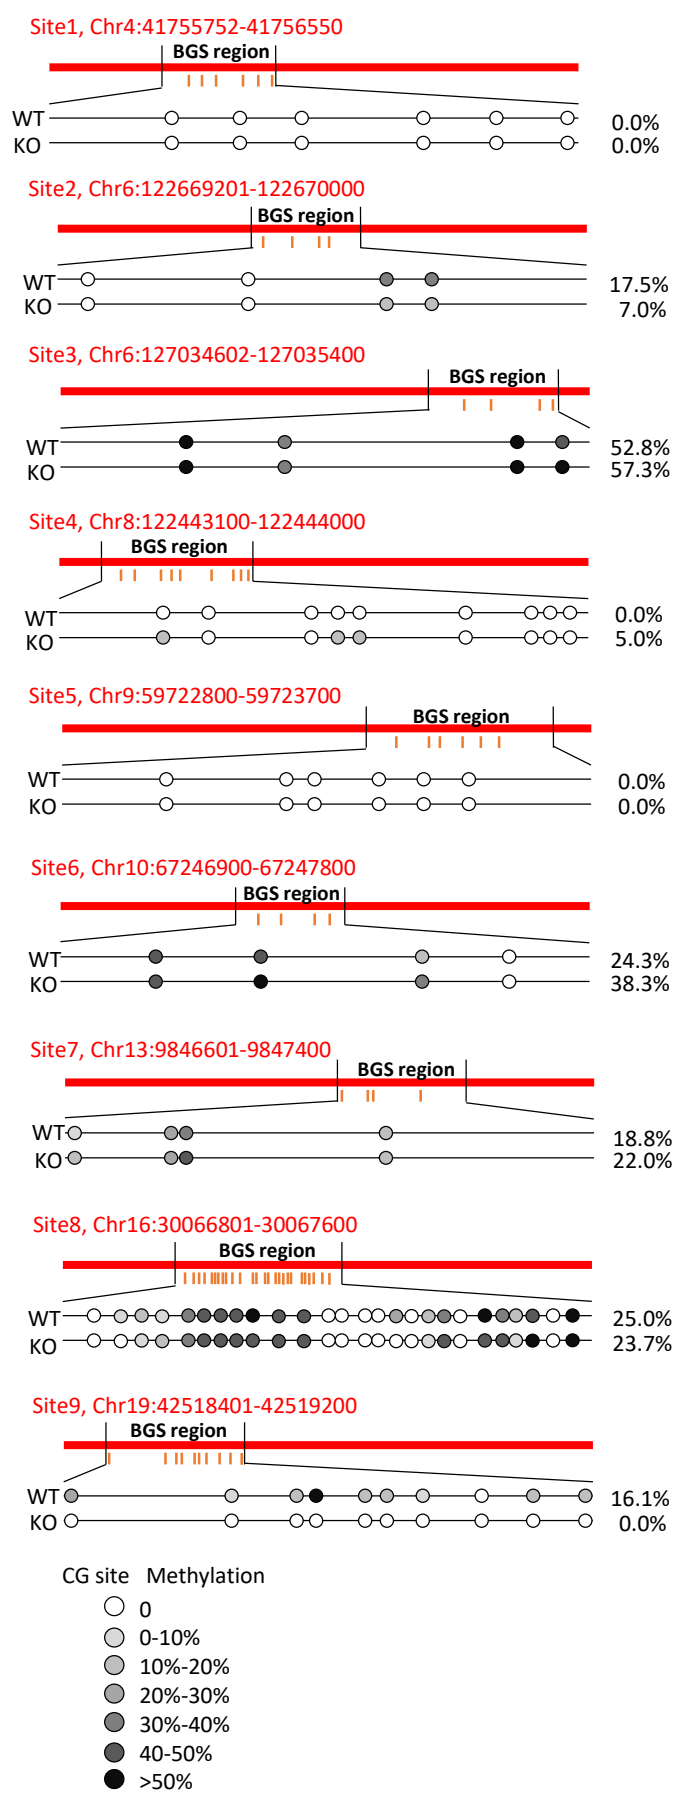 Site1, Chr4:41755752-41756550
BGS region
WT 0.0%
KO 0.0%
Site2, Chr6:122669201-122670000
BGS region
WT 17.5%
KO 7.0%
Site3, Chr6:127034602-127035400
BGS region
WT 52.8%
KO 57.3%
Site4, Chr8:122443100-122444000
BGS region
WT 0.0%
KO 5.0%
Site5, Chr9:59722800-59723700
BGS region
WT 0.0%
KO 0.0%
Site6, Chr10:67246900-67247800
BGS region
WT 24.3%
KO 38.3%
Site7, Chr13:9846601-9847400
BGS region
WT 18.8%
KO 22.0%
Site8, Chr16:30066801-30067600
BGS region
WT 25.0%
KO 23.7%
Site9, Chr19:42518401-42519200
BGS region
WT 16.1%
KO 0.0%
CG site Methylation
0
0-10%
10%-20%
20%-30%
30%-40%
40-50%
>50%